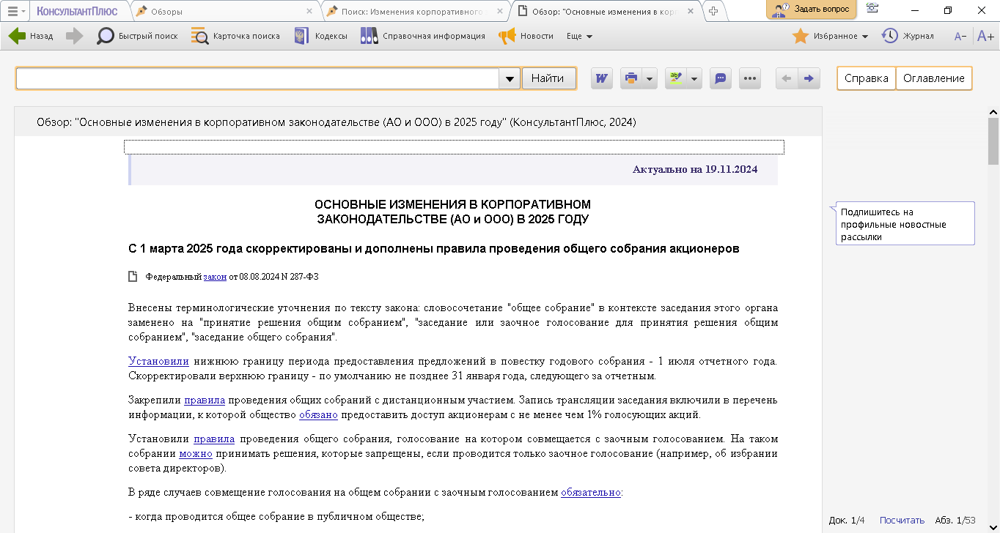 КонсультантПлюс
Обзоры
Поиск: Изменения корпоративного
Обзор: "Основные изменения в корп
Задать вопрос
Назад
Быстрый поиск
Карточка поиска
Кодексы
Справочная информация
Новости
Еще
Избранное
Журнал
A−
A+
Найти
W
ab
Справка
Оглавление
Обзор: "Основные изменения в корпоративном законодательстве (АО и ООО) в 2025 году" (КонсультантПлюс, 2024)
Актуально на 19.11.2024
ОСНОВНЫЕ ИЗМЕНЕНИЯ В КОРПОРАТИВНОМ
ЗАКОНОДАТЕЛЬСТВЕ (АО и ООО) В 2025 ГОДУ
С 1 марта 2025 года скорректированы и дополнены правила проведения общего собрания акционеров
Федеральный закон от 08.08.2024 N 287-ФЗ
Внесены терминологические уточнения по тексту закона: словосочетание "общее собрание" в контексте заседания этого органа
заменено на "принятие решения общим собранием", "заседание или заочное голосование для принятия решения общим
собранием", "заседание общего собрания".
Установили нижнюю границу периода предоставления предложений в повестку годового собрания - 1 июля отчетного года.
Скорректировали верхнюю границу - по умолчанию не позднее 31 января года, следующего за отчетным.
Закрепили правила проведения общих собраний с дистанционным участием. Запись трансляции заседания включили в перечень
информации, к которой общество обязано предоставить доступ акционерам с не менее чем 1% голосующих акций.
Установили правила проведения общего собрания, голосование на котором совмещается с заочным голосованием. На таком
собрании можно принимать решения, которые запрещены, если проводится только заочное голосование (например, об избрании
совета директоров).
В ряде случаев совмещение голосования на общем собрании с заочным голосованием обязательно:
- когда проводится общее собрание в публичном обществе;
Подпишитесь на
профильные новостные
рассылки
Док. 1/4
Посчитать
Абз. 1/53